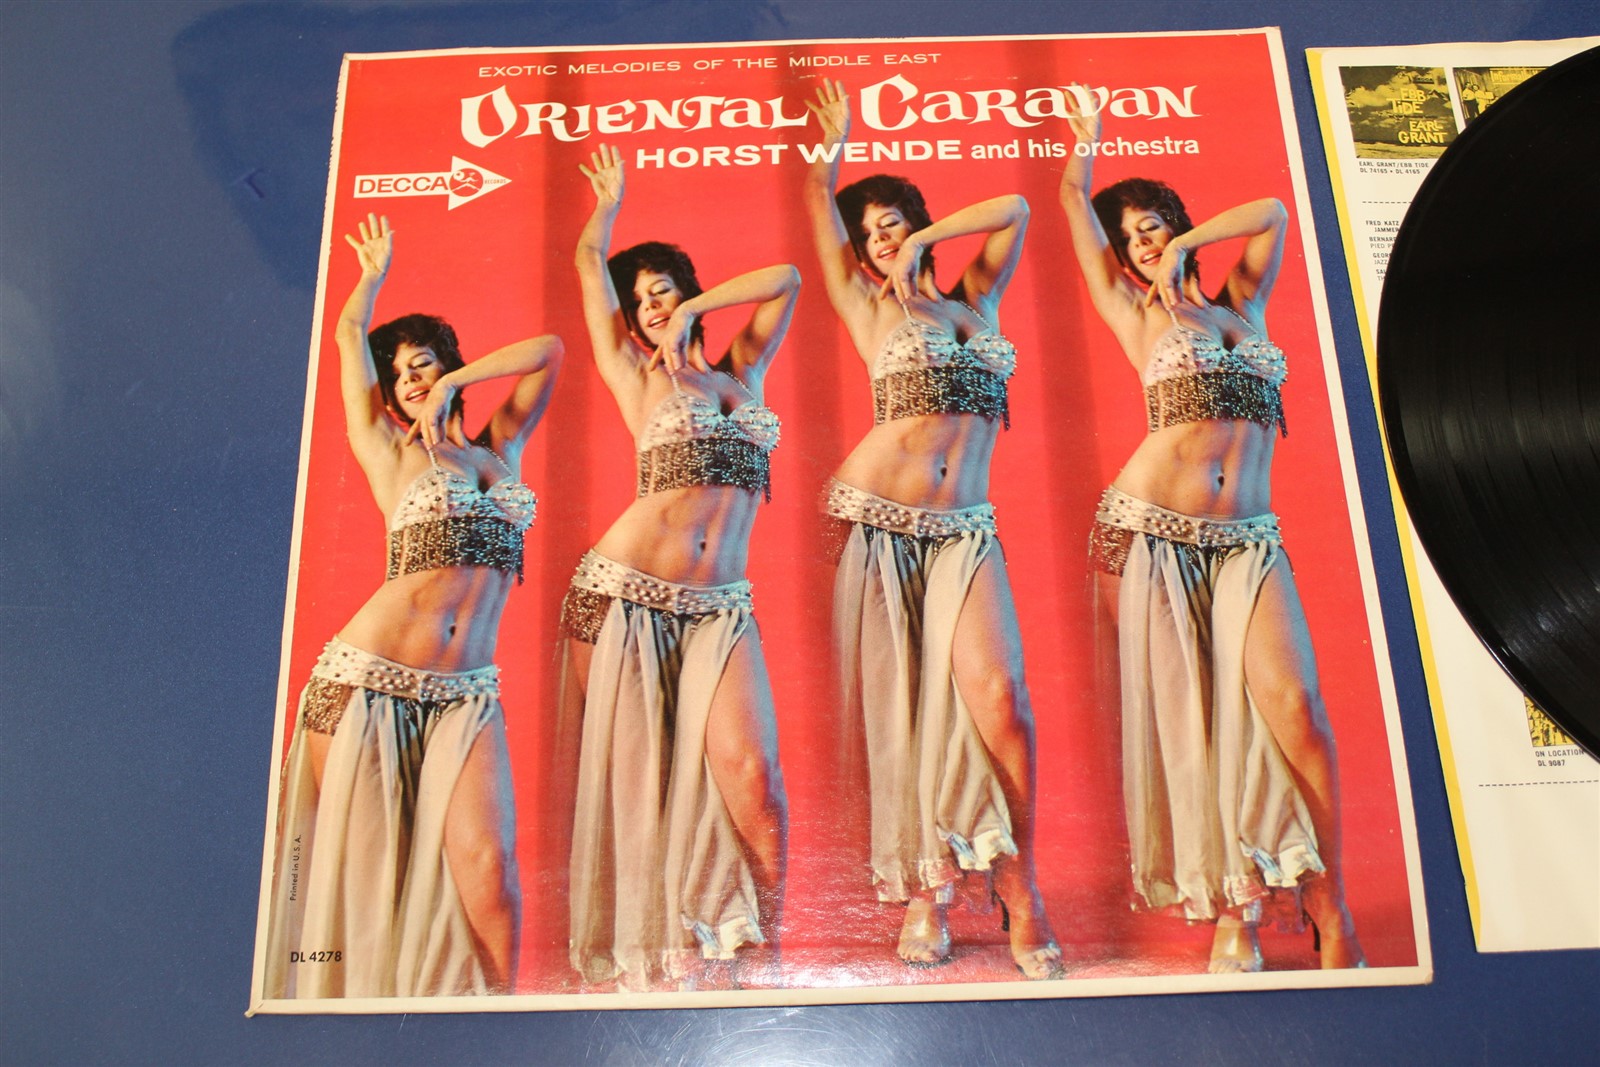 EXOTIC MELODIES OF THE MIDDLE EAST
ORIENTAL CARAVAN
HORST WENDE and his orchestra
DECCA RECORDS
Printed in U.S.A.
DL 4278
EBB TIDE
EARL GRANT
EARL GRANT/EBB TIDE
DL 74165 • DL 4165
FRED KATZ
ON LOCATION
DL 9087